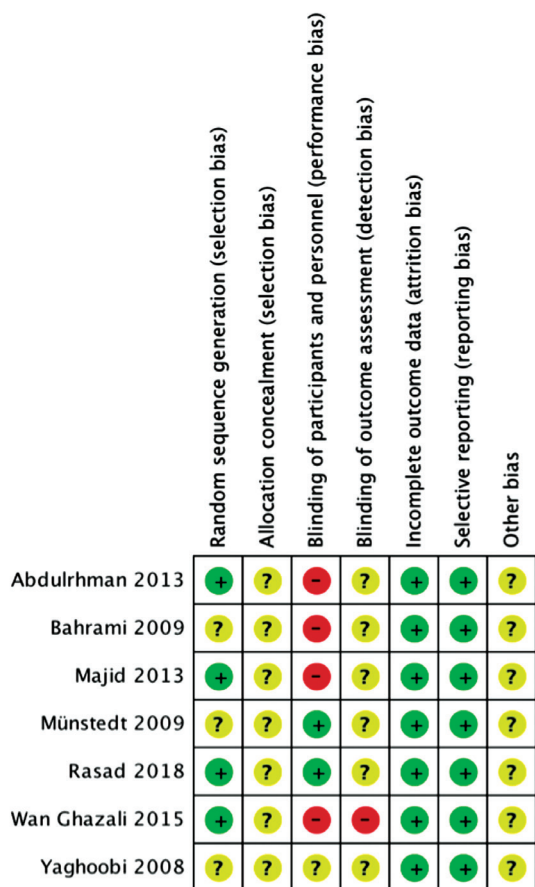 Random sequence generation (selection bias)
Allocation concealment (selection bias)
Blinding of participants and personnel (performance bias)
Blinding of outcome assessment (detection bias)
Incomplete outcome data (attrition bias)
Selective reporting (reporting bias)
Other bias
Abdulrhman 2013 + ? - ? + + ?
Bahrami 2009 ? ? - ? + + ?
Majid 2013 + ? - ? + + ?
Münstedt 2009 ? ? + ? + + ?
Rasad 2018 + ? + ? + + ?
Wan Ghazali 2015 + ? - - + + ?
Yaghoobi 2008 ? ? ? ? + + ?